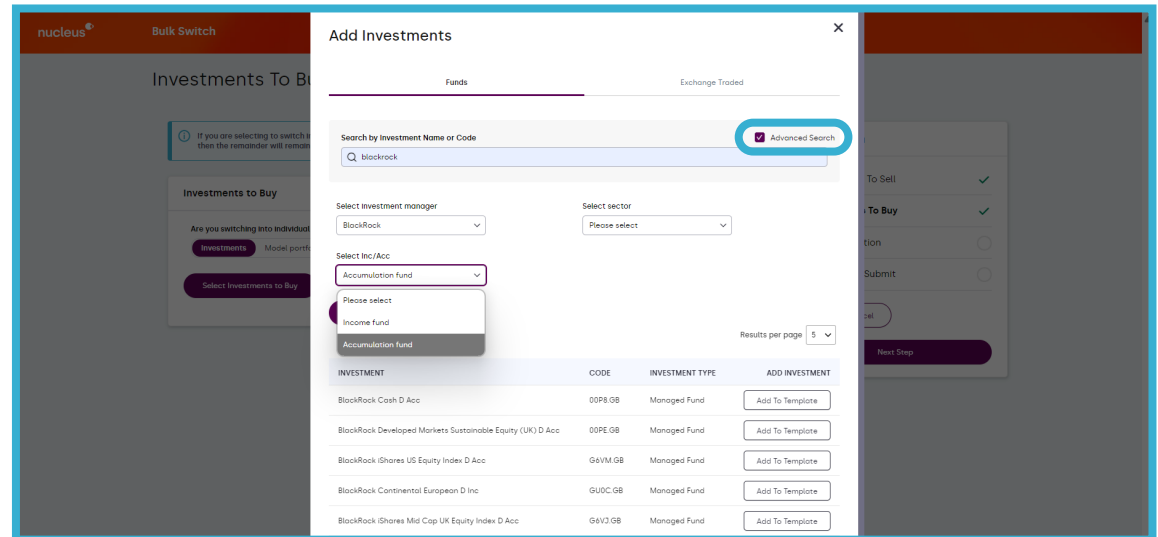 nucleus
Bulk Switch
Add Investments
Investments To Bu
Funds
Exchange Traded
If you are selecting to switch in
then the remainder will remain
Search by Investment Name or Code
Advanced Search
blackrock
To Sell
Investments to Buy
Select investment manager
Select sector
To Buy
BlackRock
Please select
Are you switching into individual
Investments
Model portfo
tion
Select Inc/Acc
Accumulation fund
Submit
Select Investments to Buy
Please select
Income fund
Accumulation fund
Results per page
5
Next Step
INVESTMENT
CODE
INVESTMENT TYPE
ADD INVESTMENT
BlackRock Cash D Acc
00P8.GB
Managed Fund
Add To Template
BlackRock Developed Markets Sustainable Equity (UK) D Acc
00PE.GB
Managed Fund
Add To Template
BlackRock iShares US Equity Index D Acc
G6VM.GB
Managed Fund
Add To Template
BlackRock Continental European D Inc
GU0C.GB
Managed Fund
Add To Template
BlackRock iShares Mid Cap UK Equity Index D Acc
G6VJ.GB
Managed Fund
Add To Template